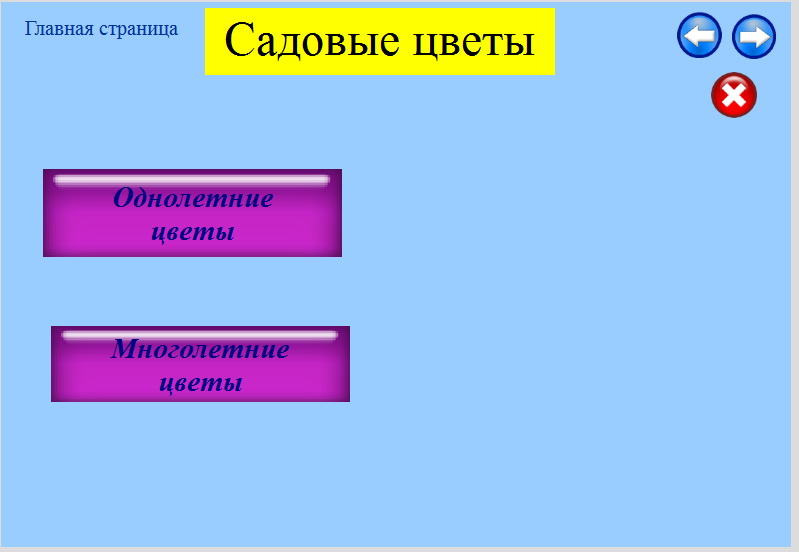 Главная страница
Садовые цветы
Однолетние
цветы
Многолетние
цветы